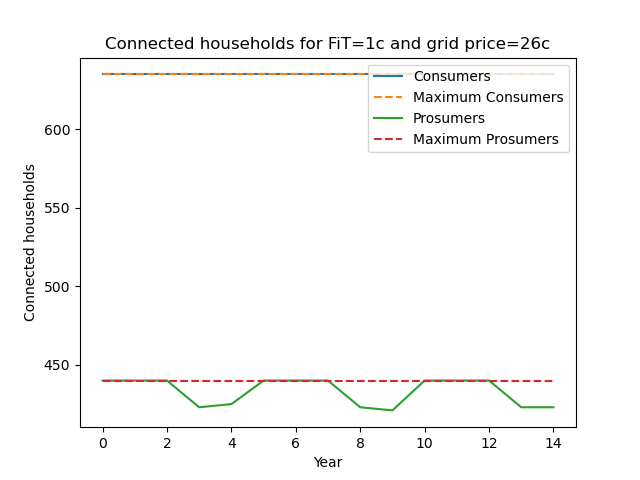 Connected households for FiT=1c and grid price=26c
Consumers
Maximum Consumers
Prosumers
Maximum Prosumers
Connected households
600
550
500
450
0 2 4 6 8 10 12 14
Year